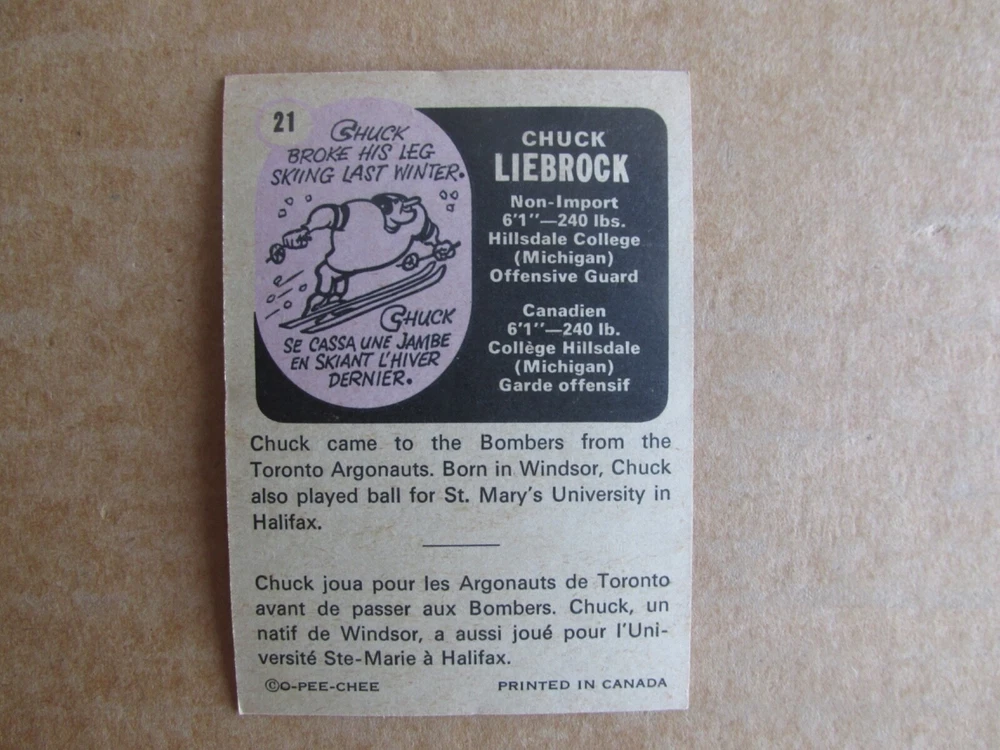 21
CHUCK
BROKE HIS LEG
SKIING LAST WINTER.
CHUCK
SE CASSA UNE JAMBE
EN SKIANT L'HIVER
DERNIER.
CHUCK
LIEBROCK
Non-Import
6'1"—240 lbs.
Hillsdale College
(Michigan)
Offensive Guard
Canadien
6'1"—240 lb.
Collège Hillsdale
(Michigan)
Garde offensif
Chuck came to the Bombers from the
Toronto Argonauts. Born in Windsor, Chuck
also played ball for St. Mary's University in
Halifax.
Chuck joua pour les Argonauts de Toronto
avant de passer aux Bombers. Chuck, un
natif de Windsor, a aussi joué pour l'Uni-
versité Ste-Marie à Halifax.
©O-PEE-CHEE PRINTED IN CANADA